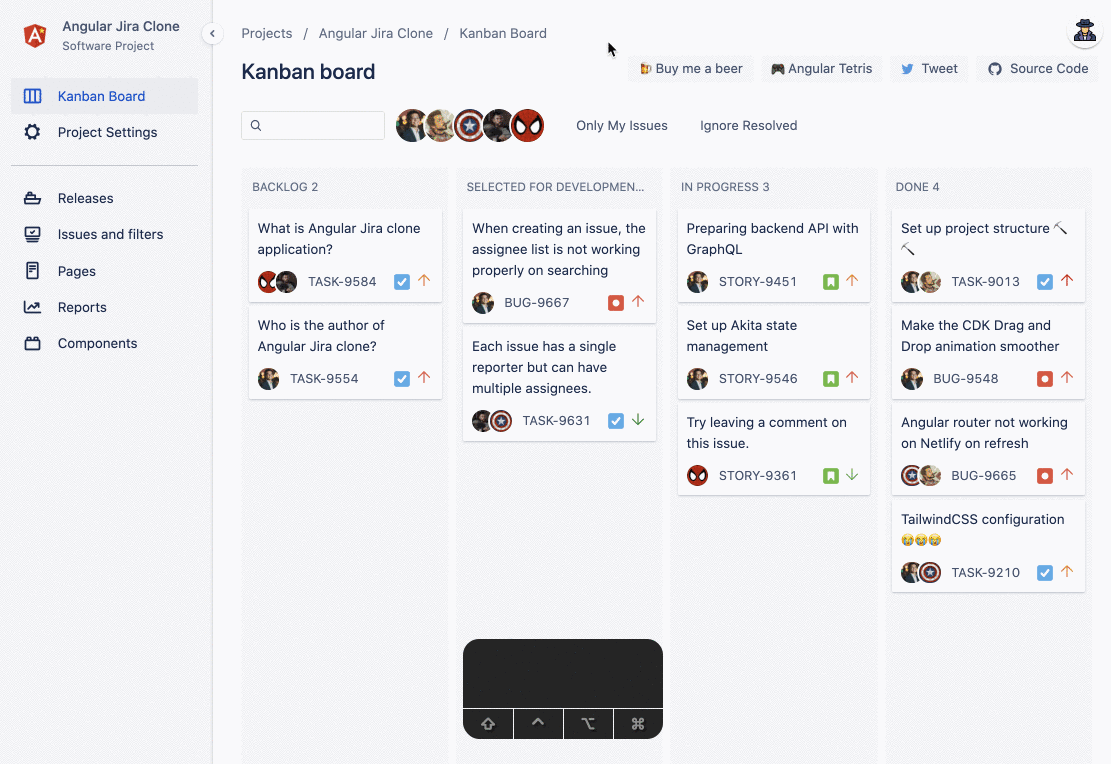 Angular Jira Clone
Software Project
Kanban Board
Project Settings
Releases
Issues and filters
Pages
Reports
Components
Projects / Angular Jira Clone / Kanban Board
Kanban board
Buy me a beer
Angular Tetris
Tweet
Source Code
Only My Issues
Ignore Resolved
BACKLOG 2
What is Angular Jira clone
application?
TASK-9584
Who is the author of
Angular Jira clone?
TASK-9554
SELECTED FOR DEVELOPMEN...
When creating an issue, the
assignee list is not working
properly on searching
BUG-9667
Each issue has a single
reporter but can have
multiple assignees.
TASK-9631
IN PROGRESS 3
Preparing backend API with
GraphQL
STORY-9451
Set up Akita state
management
STORY-9546
Try leaving a comment on
this issue.
STORY-9361
DONE 4
Set up project structure ⛏
⛏
TASK-9013
Make the CDK Drag and
Drop animation smoother
BUG-9548
Angular router not working
on Netlify on refresh
BUG-9665
TailwindCSS configuration
😭😭😭
TASK-9210